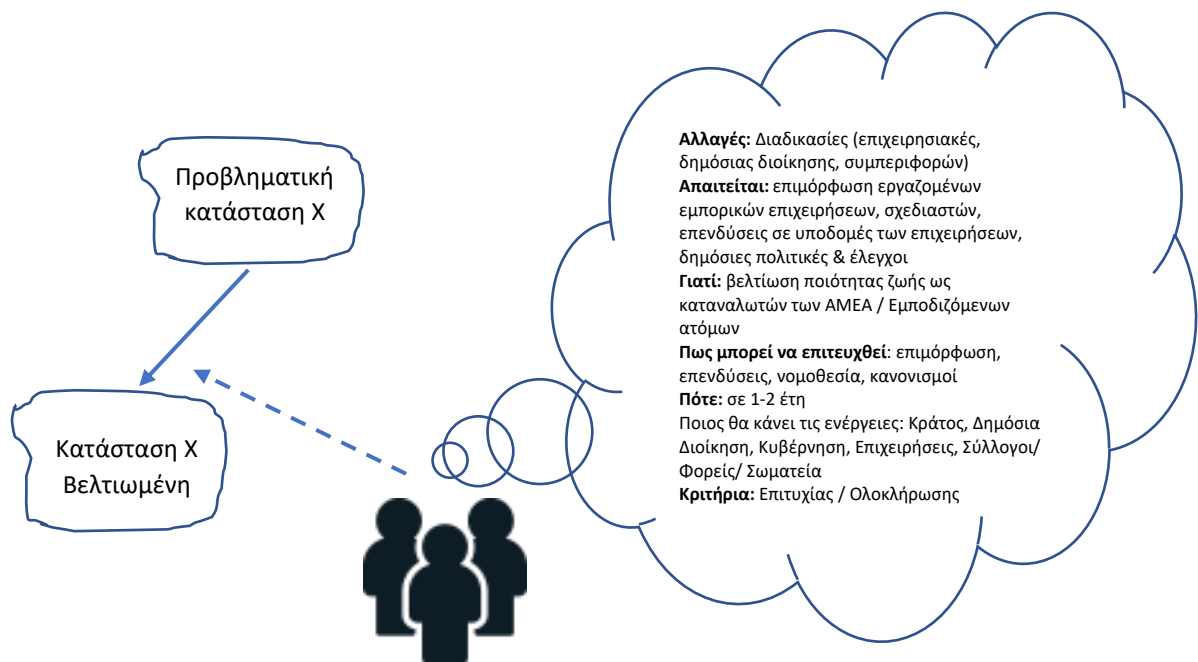 Προβληματική
κατάσταση Χ
Κατάσταση Χ
Βελτιωμένη
Αλλαγές: Διαδικασίες (επιχειρησιακές,
δημόσιας διοίκησης, συμπεριφορών)
Απαιτείται: επιμόρφωση εργαζομένων
εμπορικών επιχειρήσεων, σχεδιαστών,
επενδύσεις σε υποδομές των επιχειρήσεων,
δημόσιες πολιτικές & έλεγχοι
Γιατί: βελτίωση ποιότητας ζωής ως
καταναλωτών των ΑΜΕΑ / Εμποδιζόμενων
ατόμων
Πως μπορεί να επιτευχθεί: επιμόρφωση,
επενδύσεις, νομοθεσία, κανονισμοί
Πότε: σε 1-2 έτη
Ποιος θα κάνει τις ενέργειες: Κράτος, Δημόσια
Διοίκηση, Κυβέρνηση, Επιχειρήσεις, Σύλλογοι/
Φορείς/ Σωματεία
Κριτήρια: Επιτυχίας / Ολοκλήρωσης